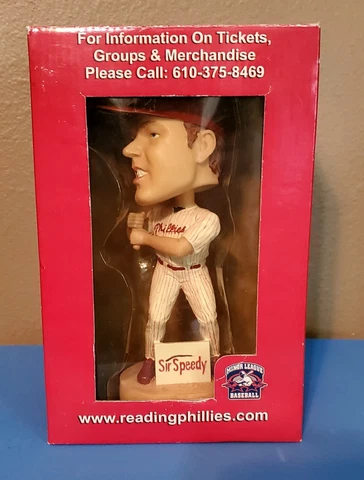 For Information On Tickets,
Groups & Merchandise
Please Call: 610-375-8469
Phillies
Sir Speedy
MINOR LEAGUE
BASEBALL
www.readingphillies.com